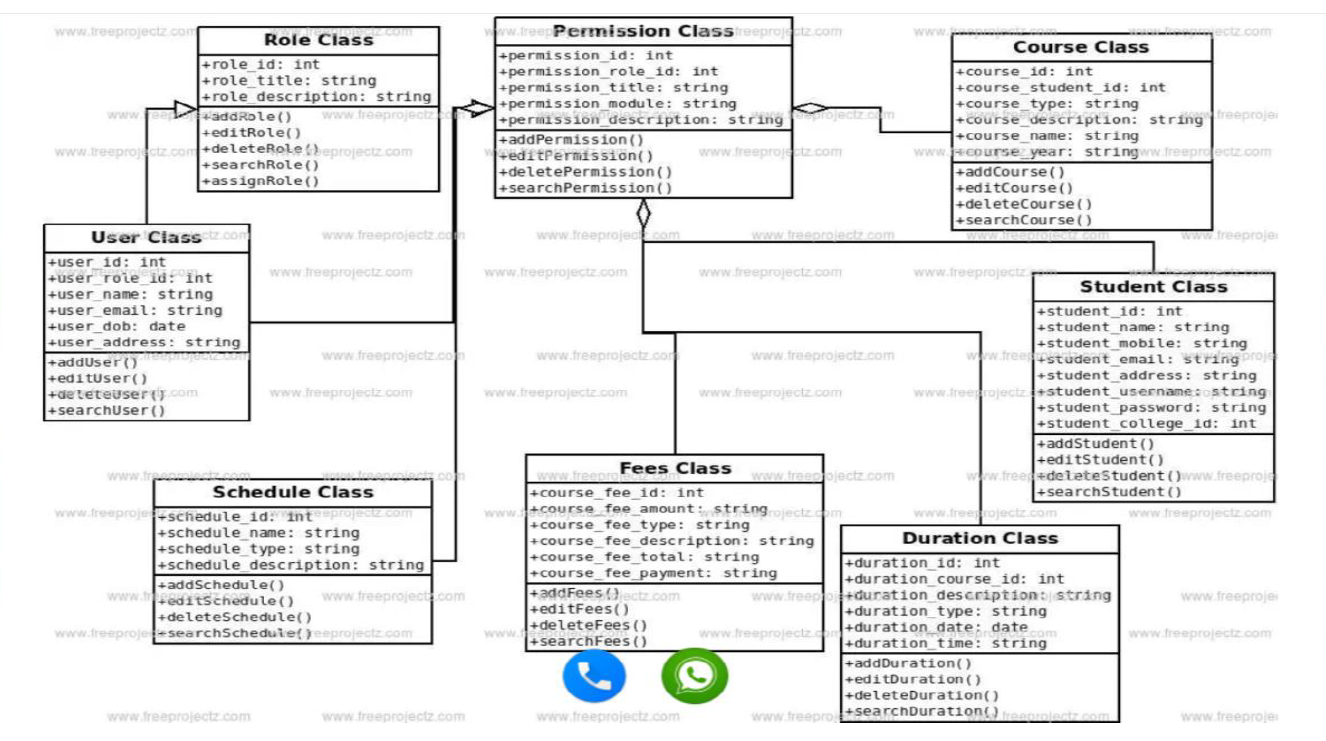 Role Class
+role_id: int
+role_title: string
+role_description: string
+addRole()
+editRole()
+deleteRole()
+searchRole()
+assignRole()
Permission Class
+permission_id: int
+permission_role_id: int
+permission_title: string
+permission_module: string
+permission_description: string
+addPermission()
+editPermission()
+deletePermission()
+searchPermission()
Course Class
+course_id: int
+course_student_id: int
+course_type: string
+course_description: string
+course_name: string
+course_year: string
+addCourse()
+editCourse()
+deleteCourse()
+searchCourse()
User Class
+user_id: int
+user_role_id: int
+user_name: string
+user_email: string
+user_dob: date
+user_address: string
+addUser()
+editUser()
+deleteUser()
+searchUser()
Student Class
+student_id: int
+student_name: string
+student_mobile: string
+student_email: string
+student_address: string
+student_username: string
+student_password: string
+student_college_id: int
+addStudent()
+editStudent()
+deleteStudent()
+searchStudent()
Schedule Class
+schedule_id: int
+schedule_name: string
+schedule_type: string
+schedule_description: string
+addSchedule()
+editSchedule()
+deleteSchedule()
+searchSchedule()
Fees Class
+course_fee_id: int
+course_fee_amount: string
+course_fee_type: string
+course_fee_description: string
+course_fee_total: string
+course_fee_payment: string
+addFees()
+editFees()
+deleteFees()
+searchFees()
Duration Class
+duration_id: int
+duration_course_id: int
+duration_description: string
+duration_type: string
+duration_date: date
+duration_time: string
+addDuration()
+editDuration()
+deleteDuration()
+searchDuration()
www.freeprojectz.com